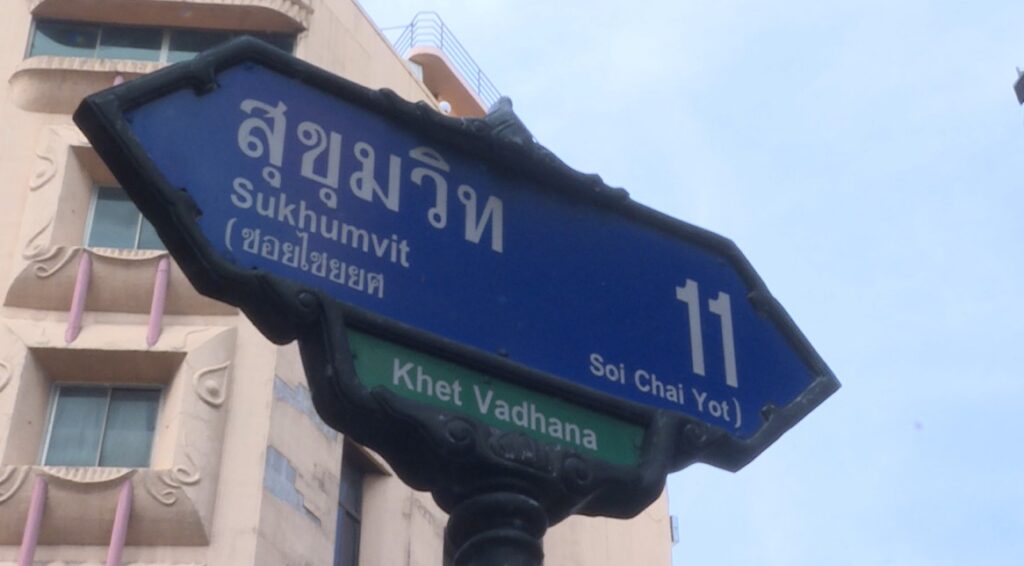 สุขุมวิท
Sukhumvit 11
(ซอยไชยยศ Soi Chai Yot)
Khet Vadhana